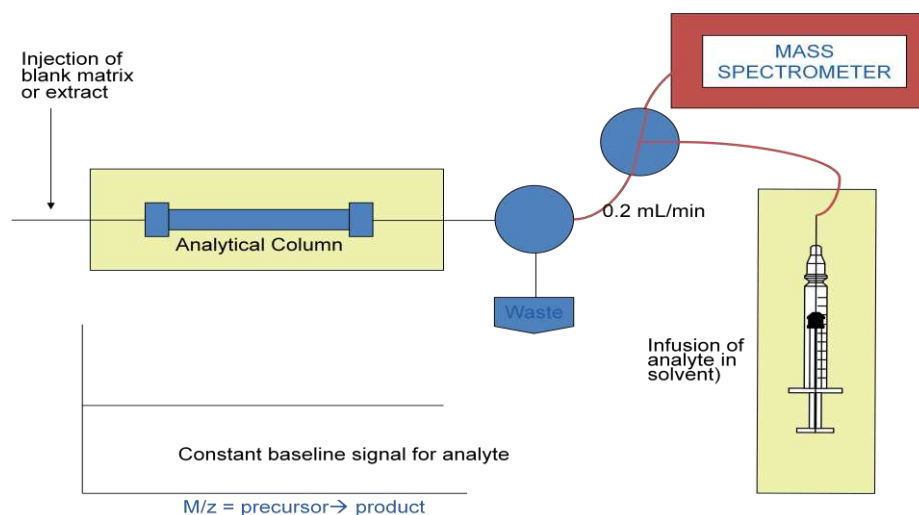 Injection of
blank matrix
or extract
MASS
SPECTROMETER
0.2 mL/min
Analytical Column
Waste
Infusion of
analyte in
solvent)
Constant baseline signal for analyte
M/z = precursor→ product